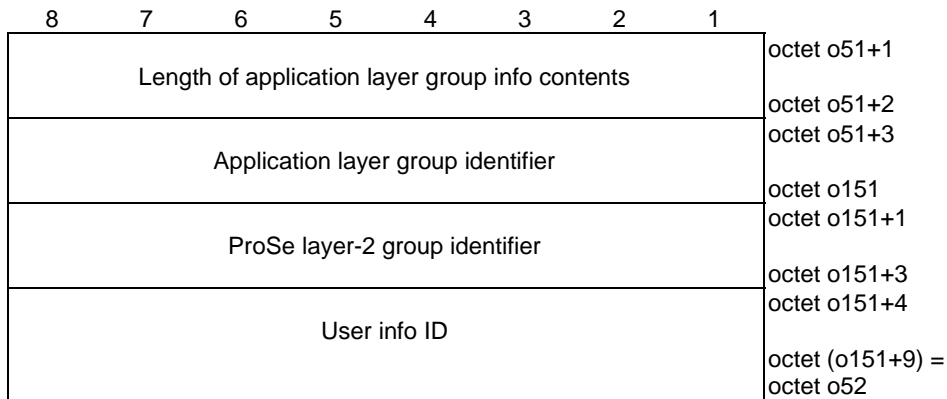 8 7 6 5 4 3 2 1
Length of application layer group info contents
octet o51+1
octet o51+2
Application layer group identifier
octet o51+3
octet o151
ProSe layer-2 group identifier
octet o151+1
octet o151+3
User info ID
octet o151+4
octet (o151+9) =
octet o52